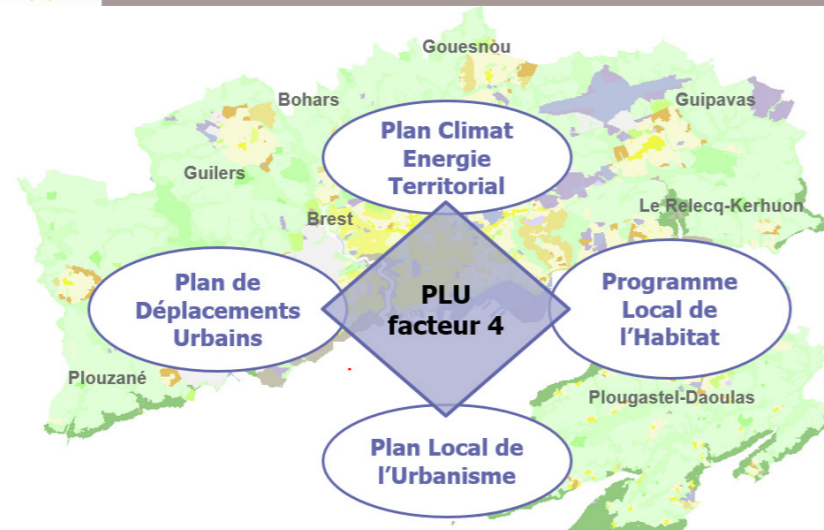 Gouesnou
Bohars
Guipavas
Plan Climat
Energie
Territorial
Guilers
Le Relecq-Kerhuon
Brest
Plan de
Déplacements
Urbains
PLU
facteur 4
Programme
Local de
l’Habitat
Plouzané
Plougastel-Daoulas
Plan Local de
l’Urbanisme